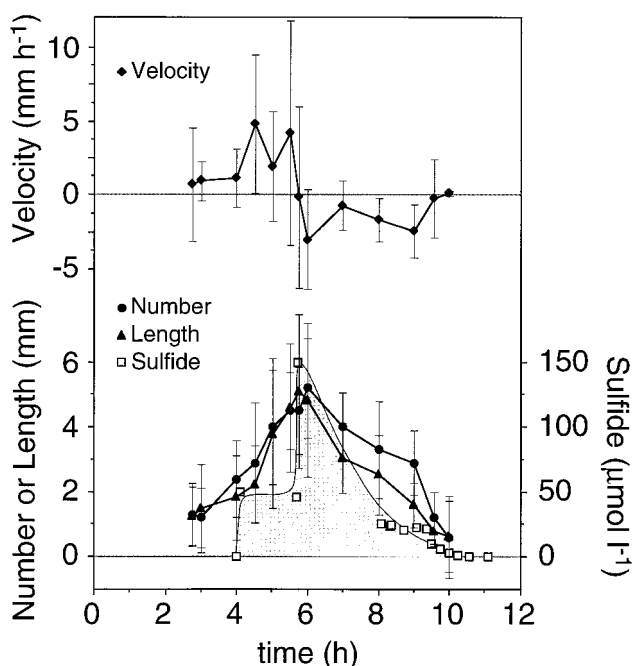 10
5
0
-5
Velocity (mm h-1)
Velocity
Number
Length
Sulfide
6
4
2
0
Number or Length (mm)
150
100
50
0
Sulfide (µmol l-1)
0 2 4 6 8 10 12
time (h)